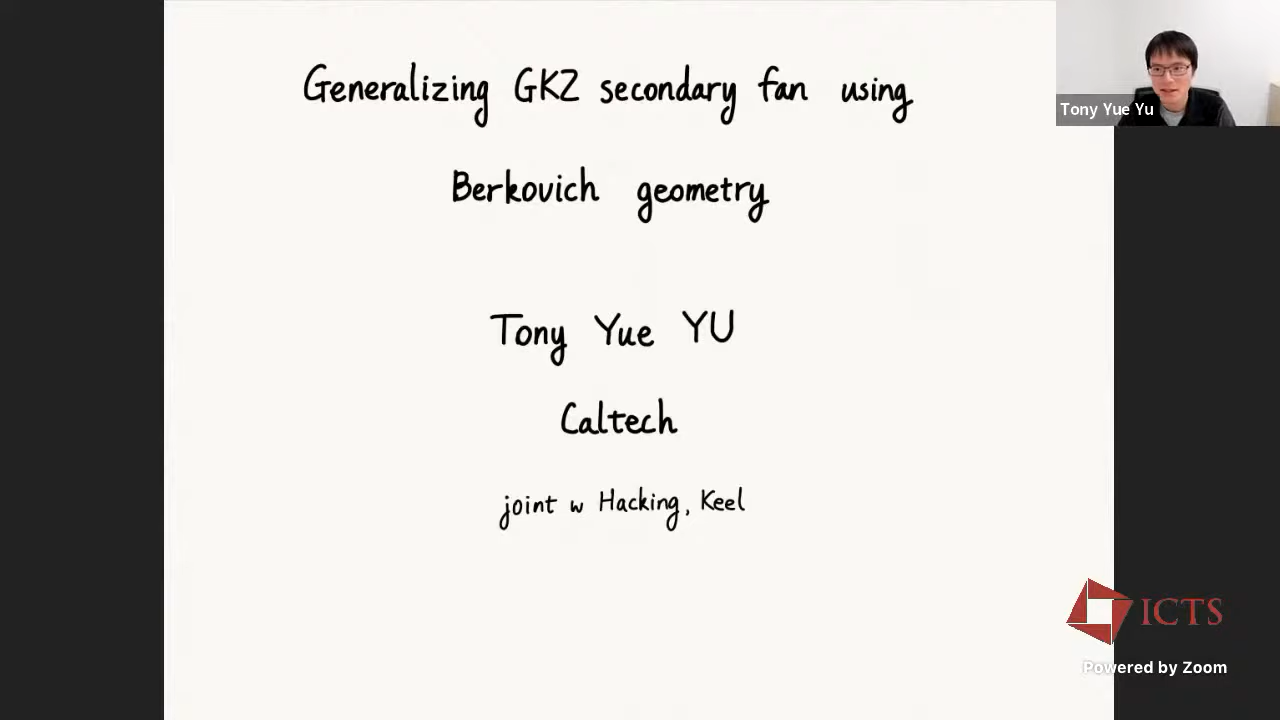 Generalizing GKZ secondary fan using
Berkovich geometry
Tony Yue YU
Caltech
joint w Hacking, Keel
Tony Yue Yu
ICTS
Powered by Zoom